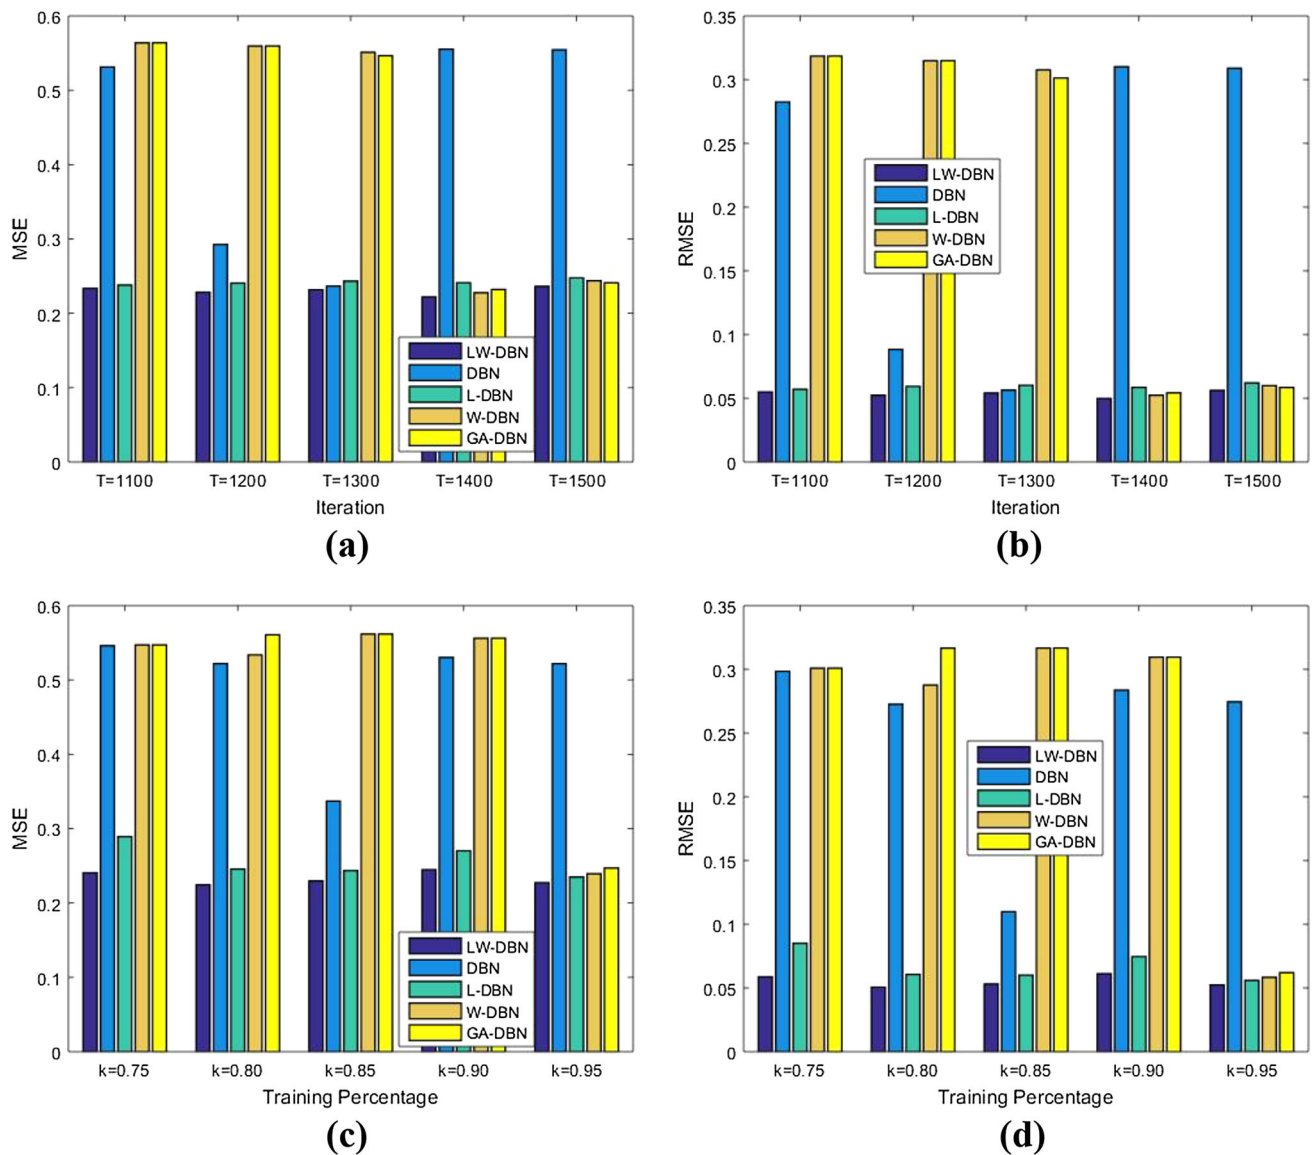 0.6
0.5
0.4
0.3
0.2
0.1
0
MSE
LW-DBN
DBN
L-DBN
W-DBN
GA-DBN
T=1100 T=1200 T=1300 T=1400 T=1500
Iteration
(a)
0.35
0.3
0.25
0.2
0.15
0.1
0.05
0
RMSE
LW-DBN
DBN
L-DBN
W-DBN
GA-DBN
T=1100 T=1200 T=1300 T=1400 T=1500
Iteration
(b)
0.6
0.5
0.4
0.3
0.2
0.1
0
MSE
LW-DBN
DBN
L-DBN
W-DBN
GA-DBN
k=0.75 k=0.80 k=0.85 k=0.90 k=0.95
Training Percentage
(c)
0.35
0.3
0.25
0.2
0.15
0.1
0.05
0
RMSE
LW-DBN
DBN
L-DBN
W-DBN
GA-DBN
k=0.75 k=0.80 k=0.85 k=0.90 k=0.95
Training Percentage
(d)